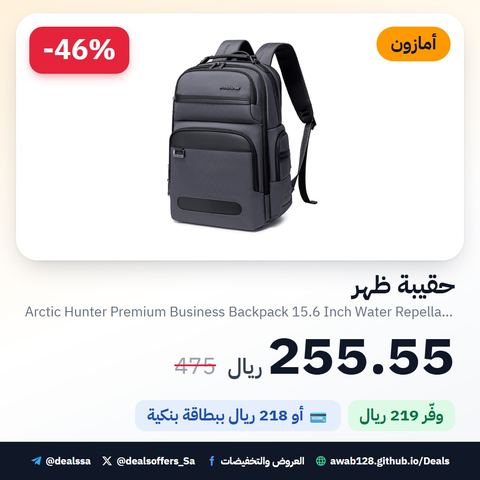 -46%
أمازون
حقيبة ظهر
Arctic Hunter Premium Business Backpack 15.6 Inch Water Repella...
255.55 ريال 475
وفّر 219 ريال
أو 218 ريال ببطاقة بنكية
@dealssa @dealsoffers_Sa العروض والتخفيضات awab128.github.io/Deals